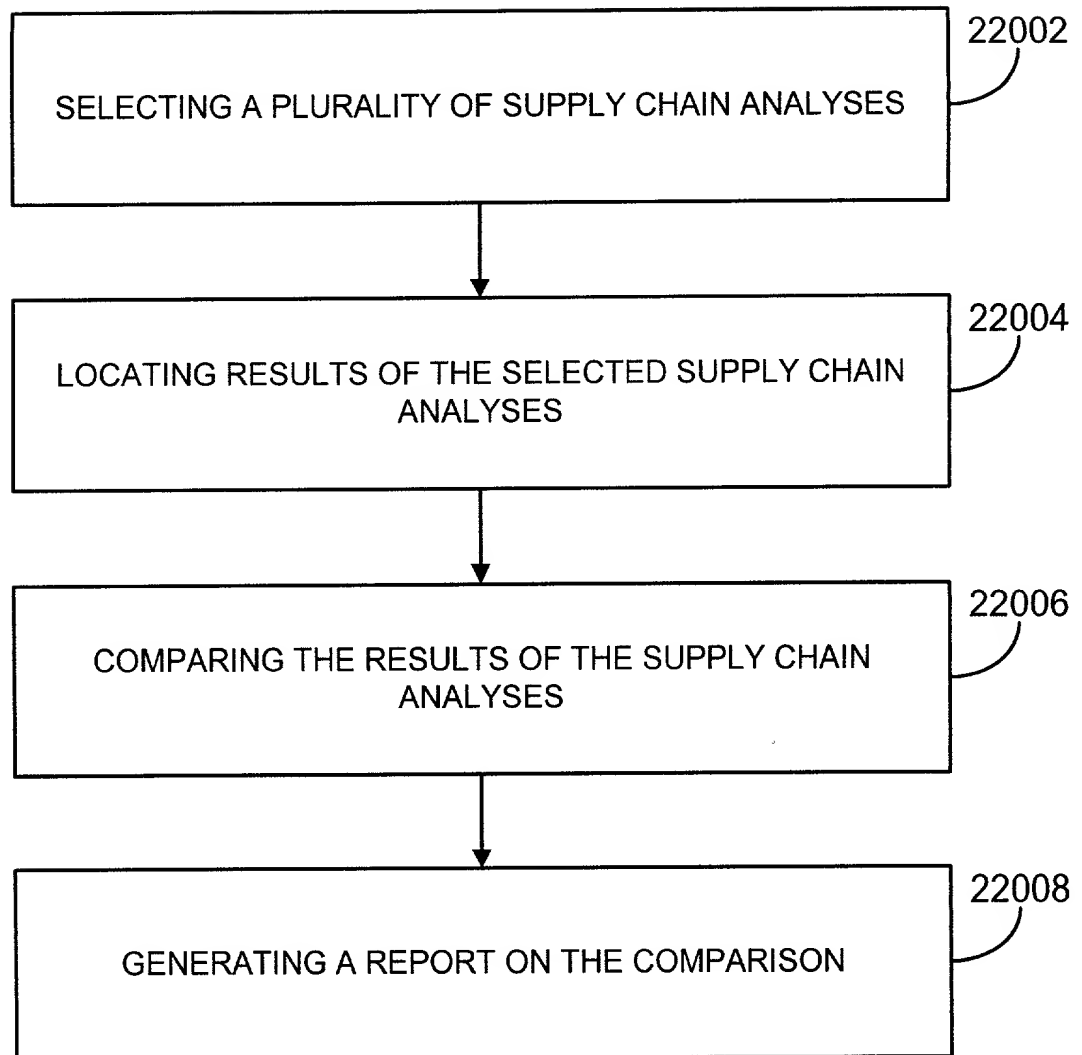 22002
SELECTING A PLURALITY OF SUPPLY CHAIN ANALYSES
22004
LOCATING RESULTS OF THE SELECTED SUPPLY CHAIN
ANALYSES
22006
COMPARING THE RESULTS OF THE SUPPLY CHAIN
ANALYSES
22008
GENERATING A REPORT ON THE COMPARISON